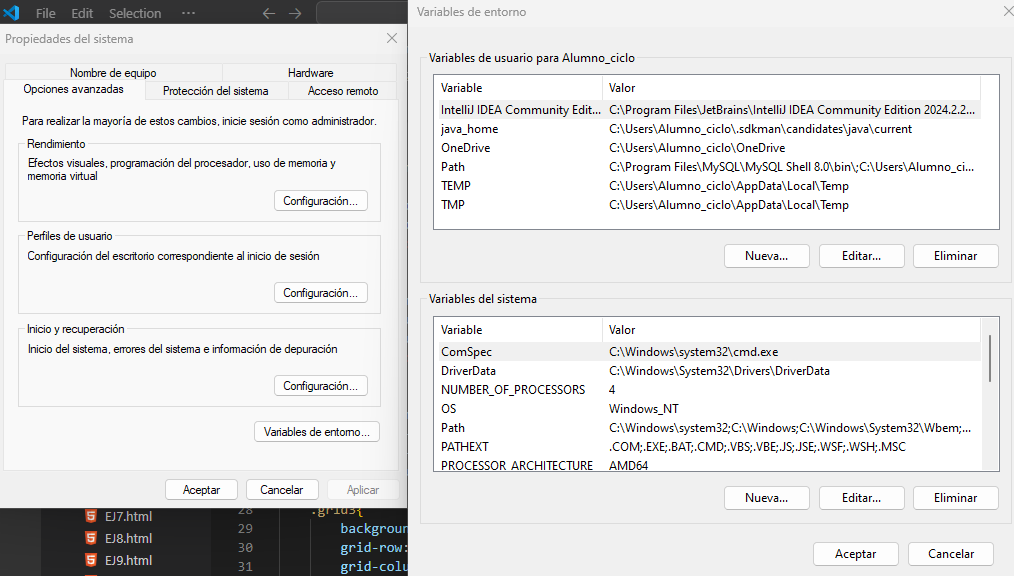 File Edit Selection ···
Propiedades del sistema
Nombre de equipo Hardware
Opciones avanzadas Protección del sistema Acceso remoto
Para realizar la mayoría de estos cambios, inicie sesión como administrador.
Rendimiento
Efectos visuales, programación del procesador, uso de memoria y
memoria virtual
Configuración...
Perfiles de usuario
Configuración del escritorio correspondiente al inicio de sesión
Configuración...
Inicio y recuperación
Inicio del sistema, errores del sistema e información de depuración
Configuración...
Variables de entorno...
Aceptar Cancelar Aplicar
EJ7.html
EJ8.html
EJ9.html
28 .grid3{
29 backgroun
30 grid-row:
31 grid-colu
Variables de entorno
Variables de usuario para Alumno_ciclo
Variable Valor
IntelliJ IDEA Community Edit... C:\Program Files\JetBrains\IntelliJ IDEA Community Edition 2024.2.2...
java_home C:\Users\Alumno_ciclo\.sdkman\candidates\java\current
OneDrive C:\Users\Alumno_ciclo\OneDrive
Path C:\Program Files\MySQL\MySQL Shell 8.0\bin\;C:\Users\Alumno_ci...
TEMP C:\Users\Alumno_ciclo\AppData\Local\Temp
TMP C:\Users\Alumno_ciclo\AppData\Local\Temp
Nueva... Editar... Eliminar
Variables del sistema
Variable Valor
ComSpec C:\Windows\system32\cmd.exe
DriverData C:\Windows\System32\Drivers\DriverData
NUMBER_OF_PROCESSORS 4
OS Windows_NT
Path C:\Windows\system32;C:\Windows;C:\Windows\System32\Wbem;...
PATHEXT .COM;.EXE;.BAT;.CMD;.VBS;.VBE;.JS;.JSE;.WSF;.WSH;.MSC
PROCESSOR_ARCHITECTURE AMD64
Nueva... Editar... Eliminar
Aceptar Cancelar